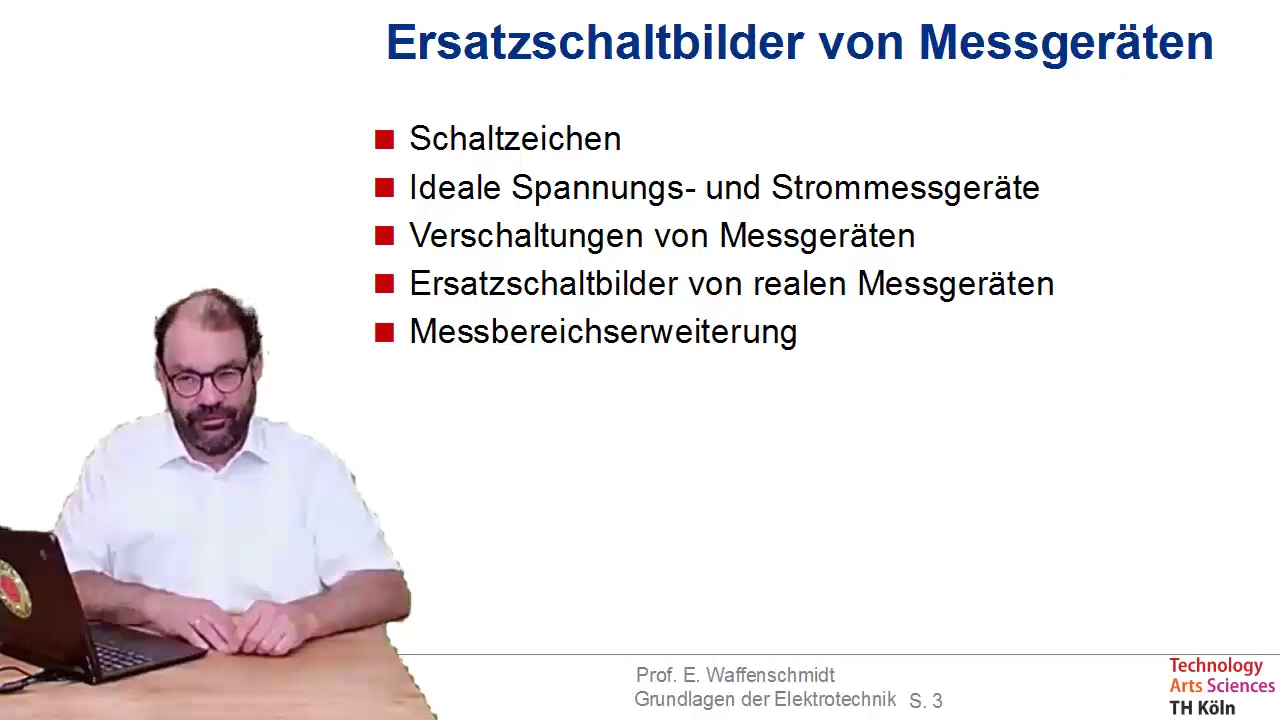 Ersatzschaltbilder von Messgeräten
Schaltzeichen
Ideale Spannungs- und Strommessgeräte
Verschaltungen von Messgeräten
Ersatzschaltbilder von realen Messgeräten
Messbereichserweiterung
Prof. E. Waffenschmidt
Grundlagen der Elektrotechnik S. 3
Technology
Arts Sciences
TH Köln